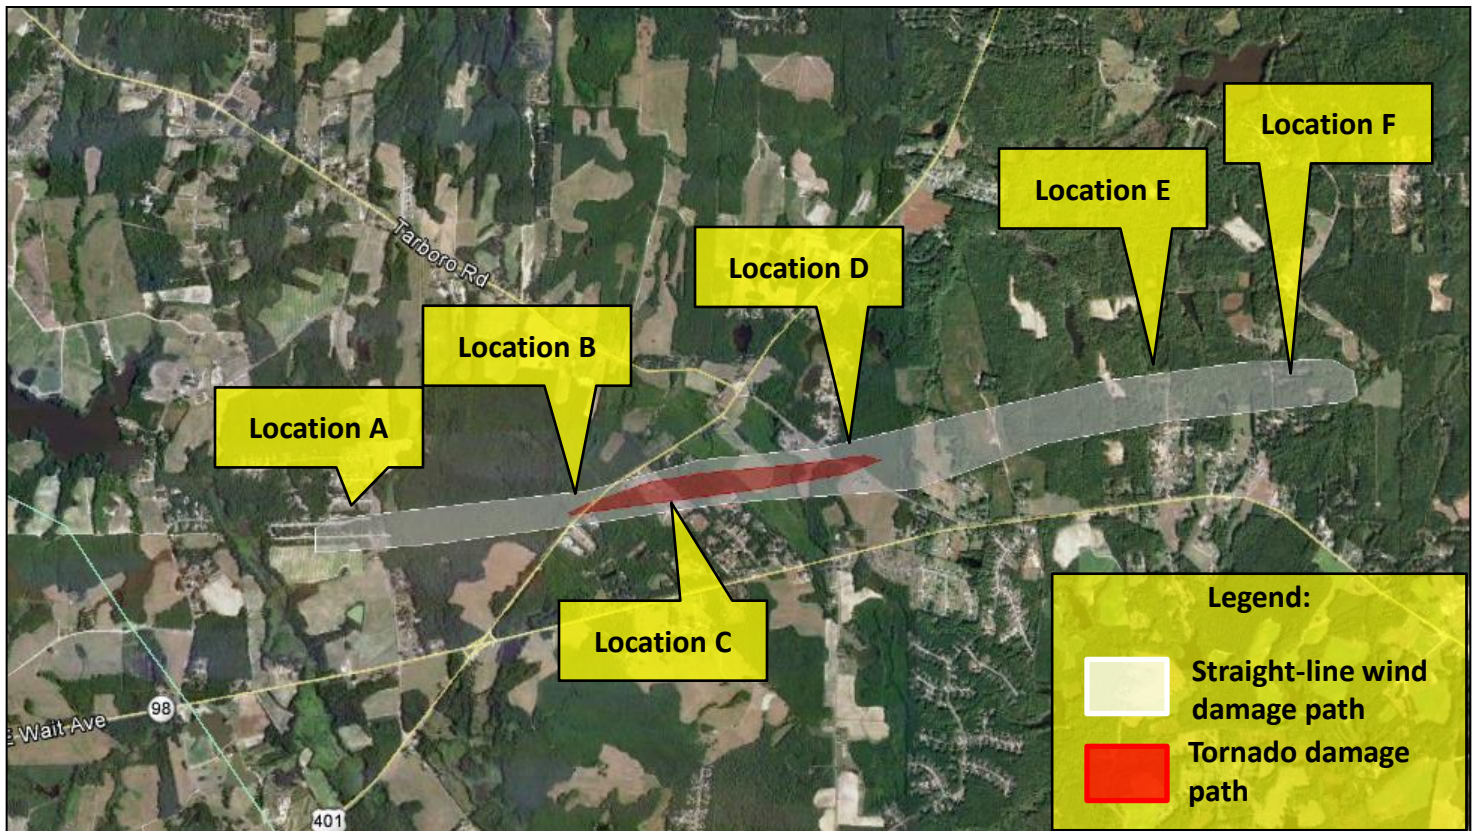 Location F
Location E
Location D
Tarboro Rd
Location B
Location A
Location C
Legend:
Straight-line wind
damage path
Tornado damage
path
98
E Wait Ave
401